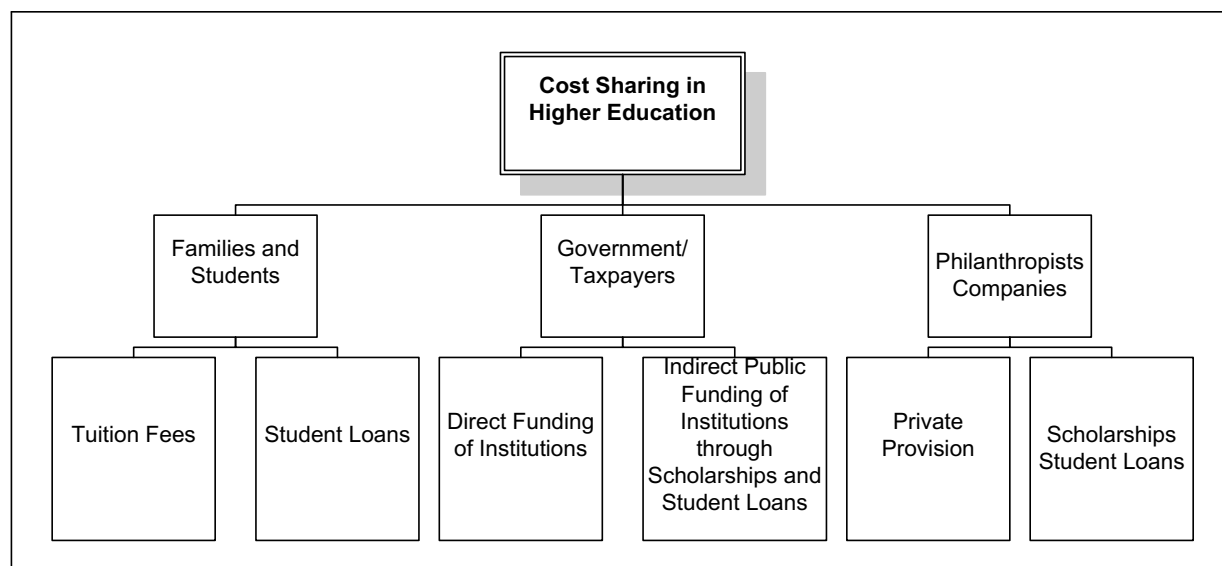 Cost Sharing in
Higher Education
Families and
Students
Government/
Taxpayers
Philanthropists
Companies
Tuition Fees
Student Loans
Direct Funding
of Institutions
Indirect Public
Funding of
Institutions
through
Scholarships and
Student Loans
Private
Provision
Scholarships
Student Loans